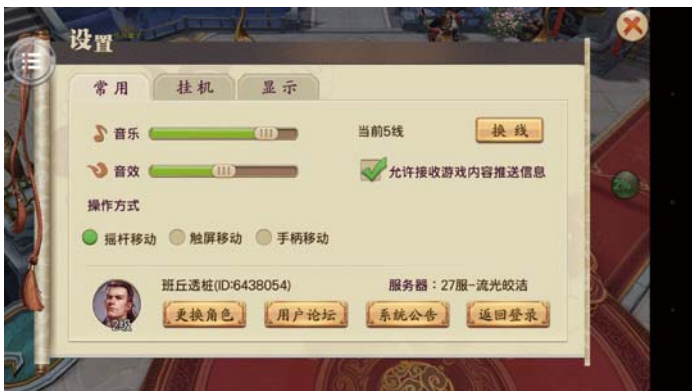 设置
常用 挂机 显示
音乐 当前5线 换线
音效 允许接收游戏内容推送信息
操作方式
摇杆移动 触屏移动 手柄移动
班丘透桩(ID:6438054) 服务器：27服-流光皎洁
更换角色 用户论坛 系统公告 返回登录